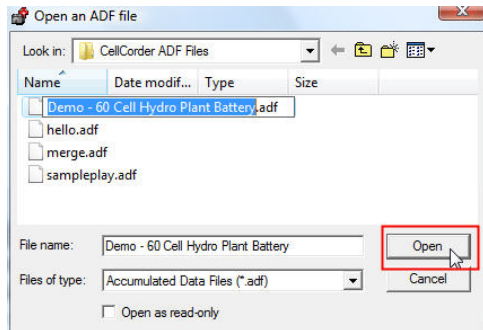 Open an ADF file
Look in: CellCorder ADF Files
Name Date modif... Type Size
Demo - 60 Cell Hydro Plant Battery.adf
hello.adf
merge.adf
sampleplay.adf
File name: Demo - 60 Cell Hydro Plant Battery Open
Files of type: Accumulated Data Files (*.adf) Cancel
Open as read-only